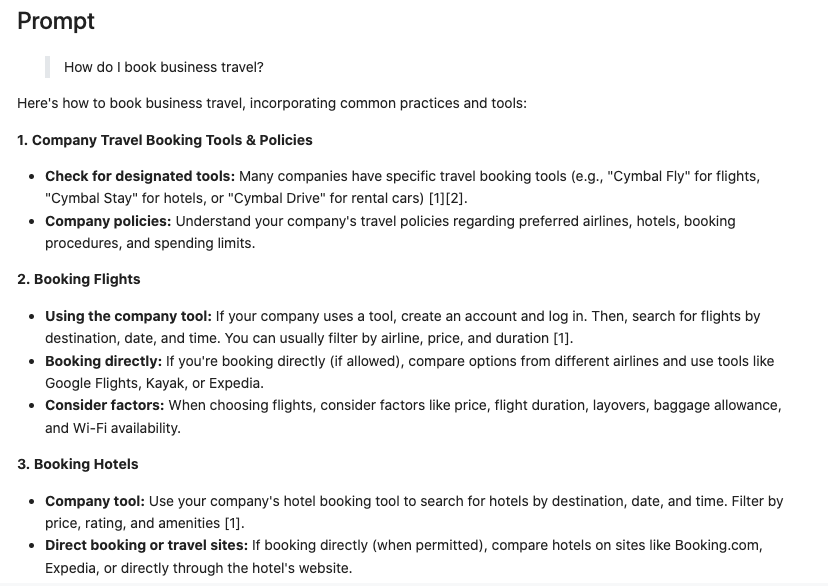 Prompt
How do I book business travel?
Here's how to book business travel, incorporating common practices and tools:
1. Company Travel Booking Tools & Policies
• Check for designated tools: Many companies have specific travel booking tools (e.g., "Cymbal Fly" for flights,
"Cymbal Stay" for hotels, or "Cymbal Drive" for rental cars) [1][2].
• Company policies: Understand your company's travel policies regarding preferred airlines, hotels, booking
procedures, and spending limits.
2. Booking Flights
• Using the company tool: If your company uses a tool, create an account and log in. Then, search for flights by
destination, date, and time. You can usually filter by airline, price, and duration [1].
• Booking directly: If you're booking directly (if allowed), compare options from different airlines and use tools like
Google Flights, Kayak, or Expedia.
• Consider factors: When choosing flights, consider factors like price, flight duration, layovers, baggage allowance,
and Wi-Fi availability.
3. Booking Hotels
• Company tool: Use your company's hotel booking tool to search for hotels by destination, date, and time. Filter by
price, rating, and amenities [1].
• Direct booking or travel sites: If booking directly (when permitted), compare hotels on sites like Booking.com,
Expedia, or directly through the hotel's website.